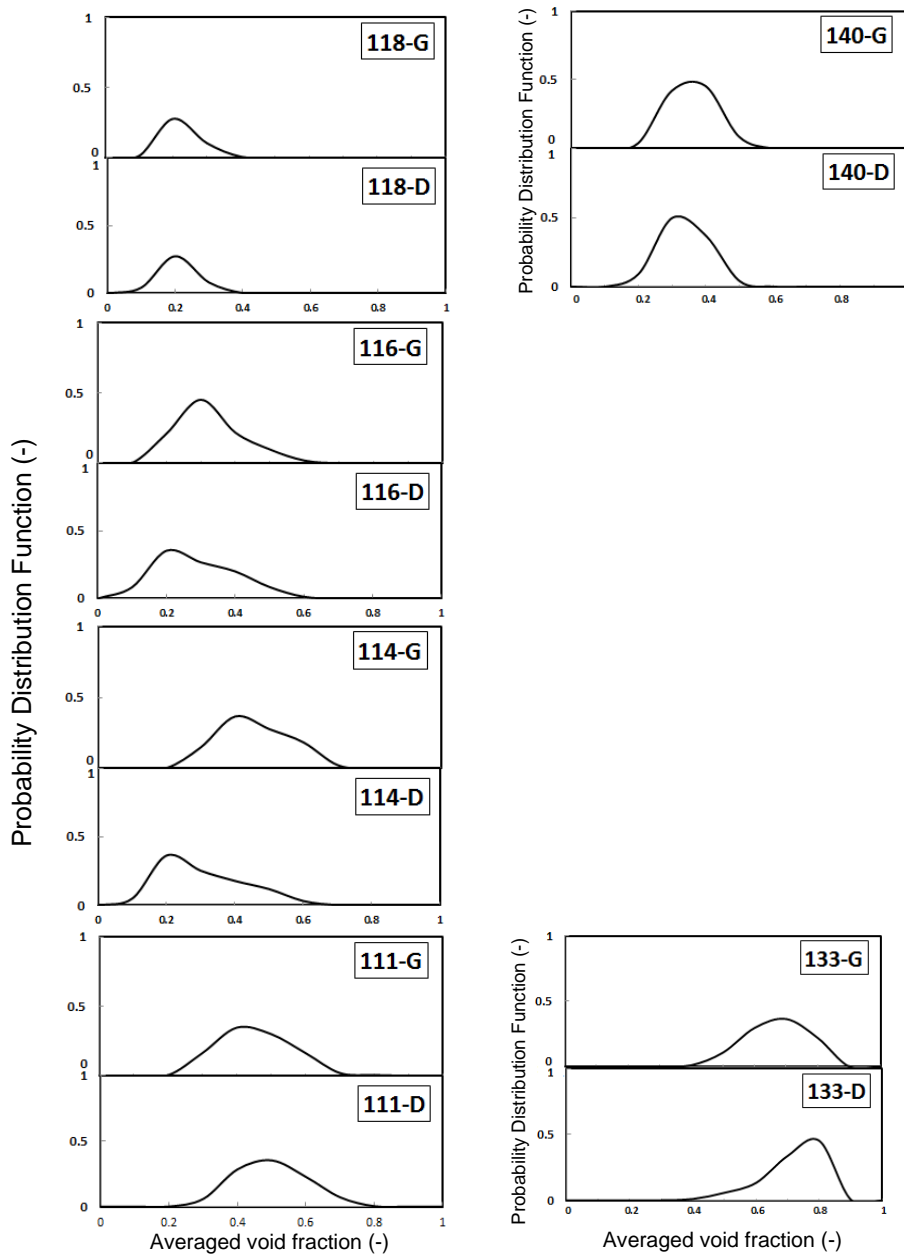 Probability Distribution Function (-)
1
118-G
0.5
0
1
118-D
0.5
0
0 0.2 0.4 0.6 0.8 1
1
116-G
0.5
0
1
116-D
0.5
0
0 0.2 0.4 0.6 0.8 1
1
114-G
0.5
0
1
114-D
0.5
0
0 0.2 0.4 0.6 0.8 1
1
111-G
0.5
0
1
111-D
0.5
0
0 0.2 0.4 0.6 0.8 1
Averaged void fraction (-)
Probability Distribution Function (-)
1
140-G
0.5
0
1
140-D
0.5
0
0 0.2 0.4 0.6 0.8
Probability Distribution Function (-)
1
133-G
0.5
0
1
133-D
0.5
0
0 0.2 0.4 0.6 0.8 1
Averaged void fraction (-)